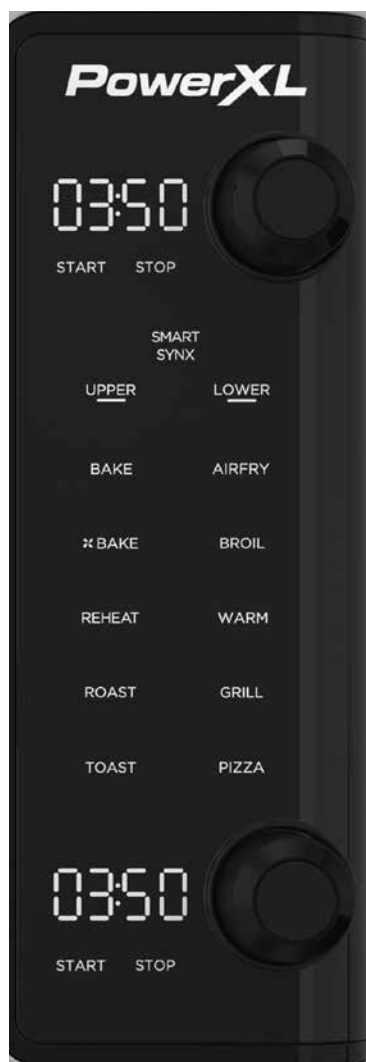 PowerXL
03:50
START STOP
SMART
SYNX
UPPER LOWER
BAKE AIRFRY
BAKE BROIL
REHEAT WARM
ROAST GRILL
TOAST PIZZA
03:50
START STOP